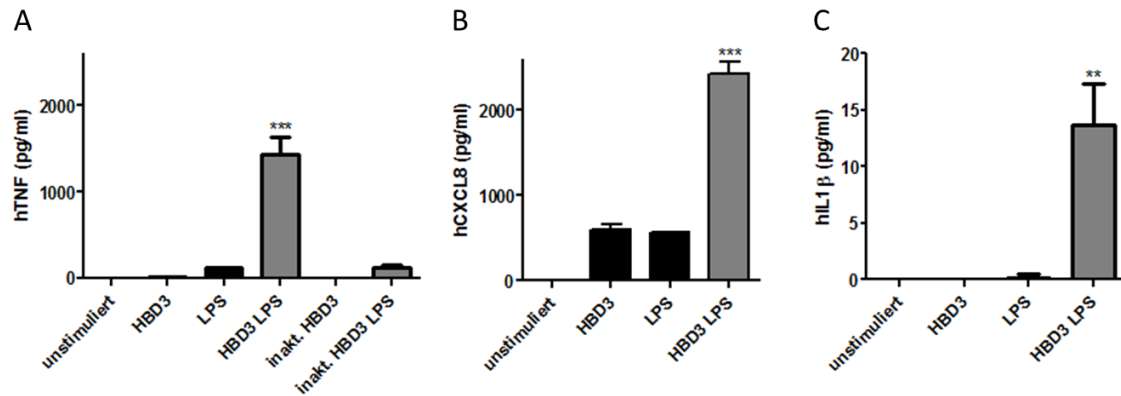 A
hTNF (pg/ml)
2000
1000
0
***
unstimuliert
HBD3
LPS
HBD3 LPS
inakt. HBD3
inakt. HBD3 LPS
B
hCXCL8 (pg/ml)
2000
1000
0
***
unstimuliert
HBD3
LPS
HBD3 LPS
C
hIL1 β (pg/ml)
20
15
10
5
0
**
unstimuliert
HBD3
LPS
HBD3 LPS